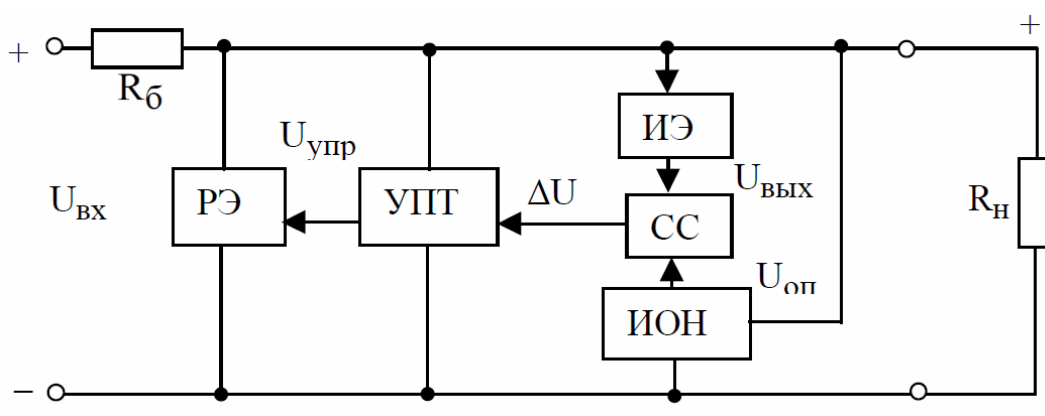 +
+
Rб
ИЭ
Uупр
Uвых
Uвх
РЭ
УПТ
ΔU
СС
Rн
Uоп
ИОН
−